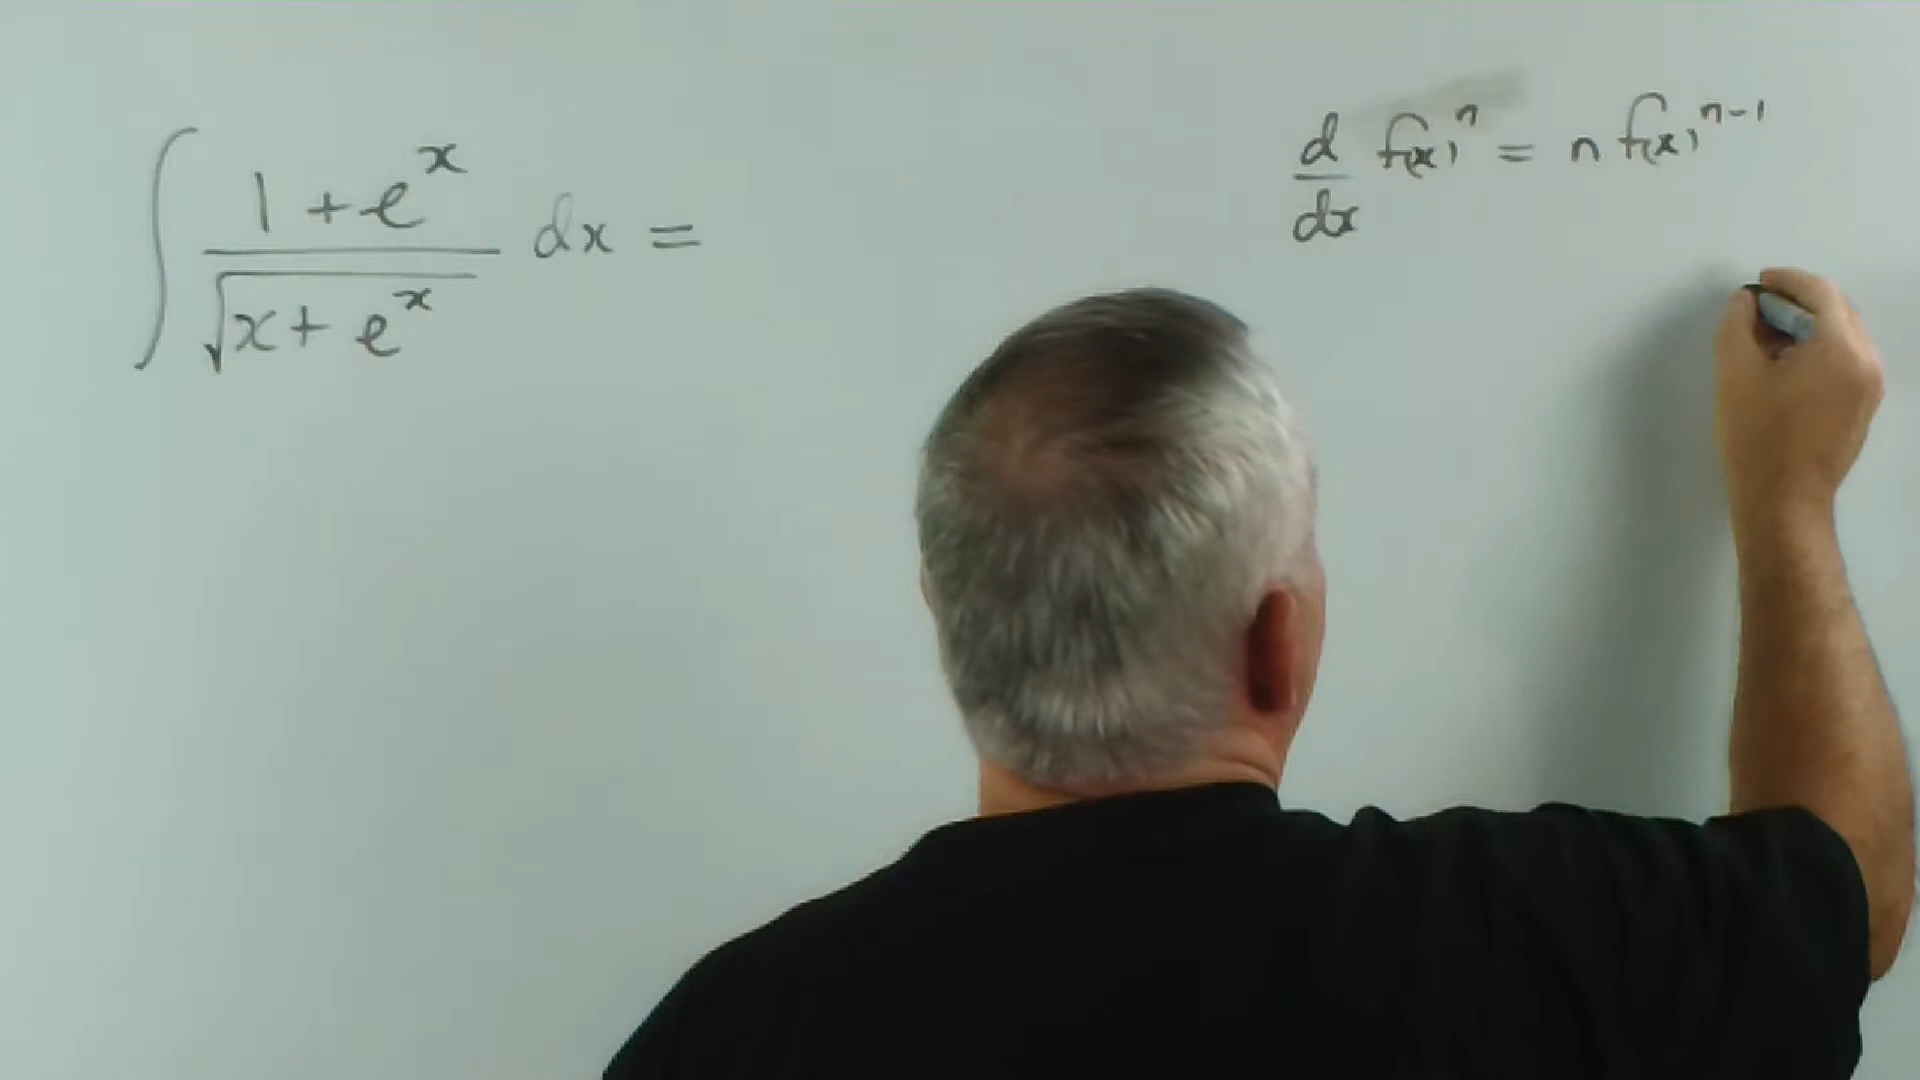 ∫ (1 + e^x) / √(x + e^x) dx =
d/dx f(x)^n = n f(x)^(n-1)